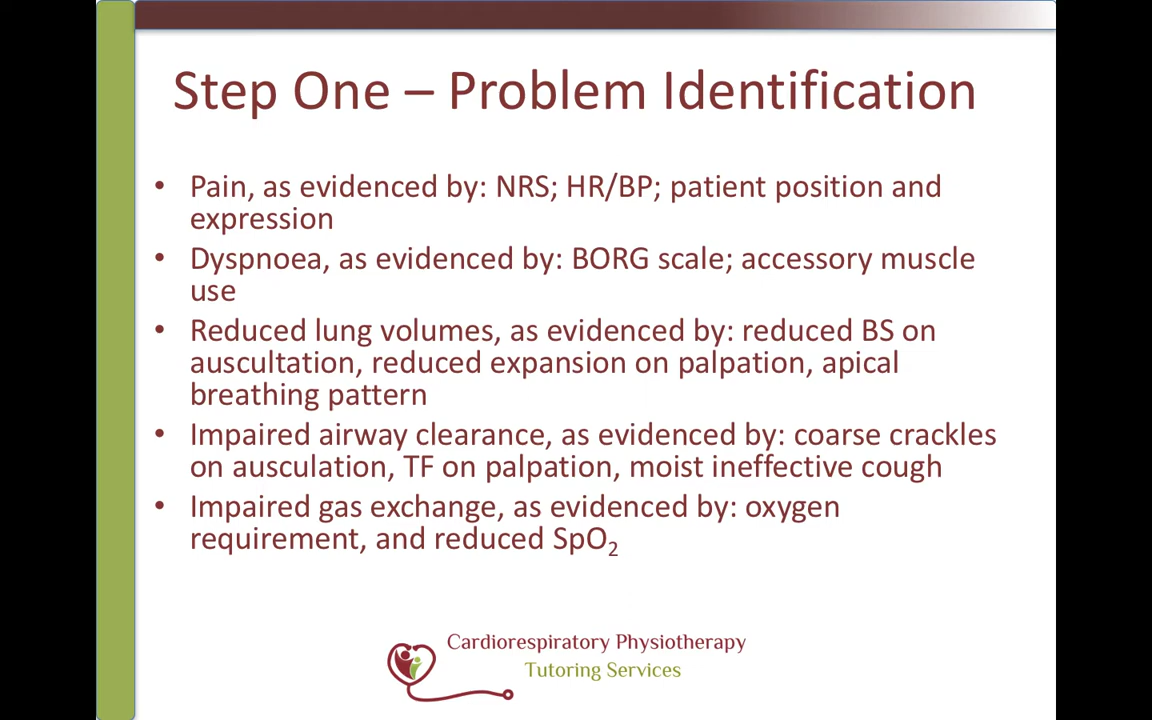 Step One – Problem Identification
• Pain, as evidenced by: NRS; HR/BP; patient position and
expression
• Dyspnoea, as evidenced by: BORG scale; accessory muscle
use
• Reduced lung volumes, as evidenced by: reduced BS on
auscultation, reduced expansion on palpation, apical
breathing pattern
• Impaired airway clearance, as evidenced by: coarse crackles
on ausculation, TF on palpation, moist ineffective cough
• Impaired gas exchange, as evidenced by: oxygen
requirement, and reduced SpO₂
Cardiorespiratory Physiotherapy
Tutoring Services